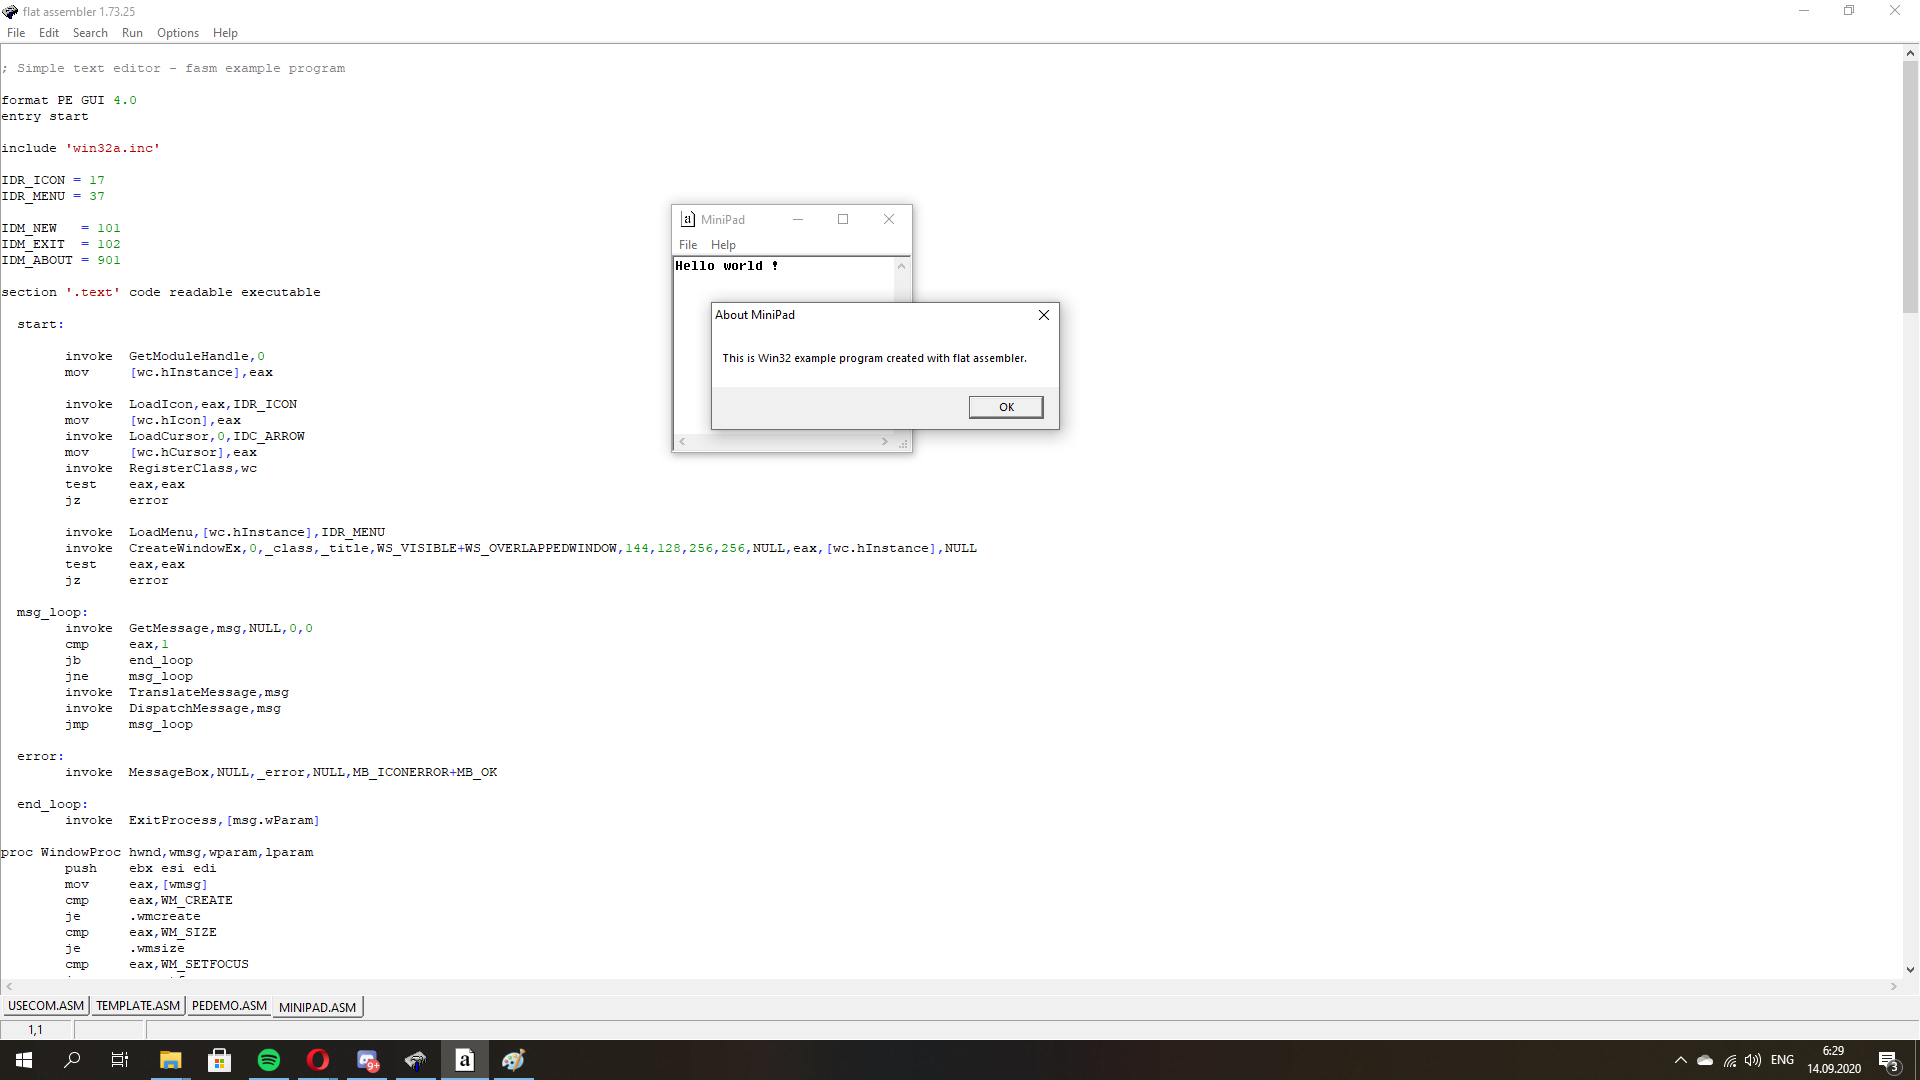 flat assembler 1.73.25
File Edit Search Run Options Help
; Simple text editor - fasm example program
format PE GUI 4.0
entry start
include 'win32a.inc'
IDR_ICON = 17
IDR_MENU = 37
IDM_NEW   = 101
IDM_EXIT  = 102
IDM_ABOUT = 901
section '.text' code readable executable
  start:
        invoke  GetModuleHandle,0
        mov     [wc.hInstance],eax
        invoke  LoadIcon,eax,IDR_ICON
        mov     [wc.hIcon],eax
        invoke  LoadCursor,0,IDC_ARROW
        mov     [wc.hCursor],eax
        invoke  RegisterClass,wc
        test    eax,eax
        jz      error
        invoke  LoadMenu,[wc.hInstance],IDR_MENU
        invoke  CreateWindowEx,0,_class,_title,WS_VISIBLE+WS_OVERLAPPEDWINDOW,144,128,256,256,NULL,eax,[wc.hInstance],NULL
        test    eax,eax
        jz      error
  msg_loop:
        invoke  GetMessage,msg,NULL,0,0
        cmp     eax,1
        jb      end_loop
        jne     msg_loop
        invoke  TranslateMessage,msg
        invoke  DispatchMessage,msg
        jmp     msg_loop
  error:
        invoke  MessageBox,NULL,_error,NULL,MB_ICONERROR+MB_OK
  end_loop:
        invoke  ExitProcess,[msg.wParam]
proc WindowProc hwnd,wmsg,wparam,lparam
        push    ebx esi edi
        mov     eax,[wmsg]
        cmp     eax,WM_CREATE
        je      .wmcreate
        cmp     eax,WM_SIZE
        je      .wmsize
        cmp     eax,WM_SETFOCUS
a MiniPad
File Help
Hello world !
About MiniPad
This is Win32 example program created with flat assembler.
OK
USECOM.ASM TEMPLATE.ASM PEDEMO.ASM MINIPAD.ASM
1,1
9+
a
ENG
6:29
14.09.2020
3